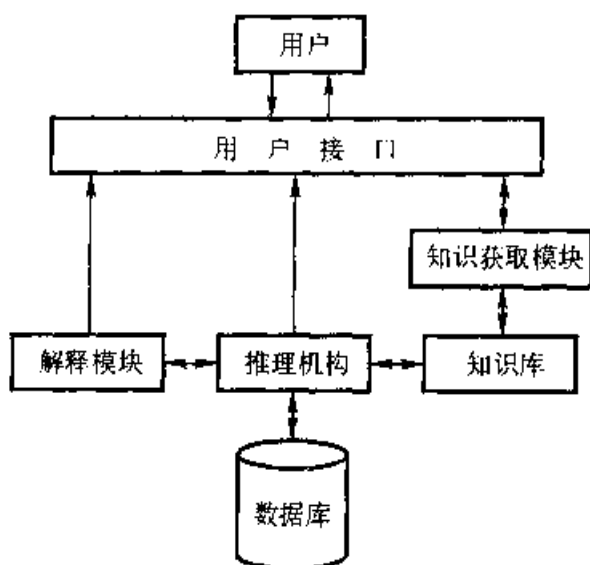 用户
用户接口
知识获取模块
解释模块
推理机构
知识库
数据库